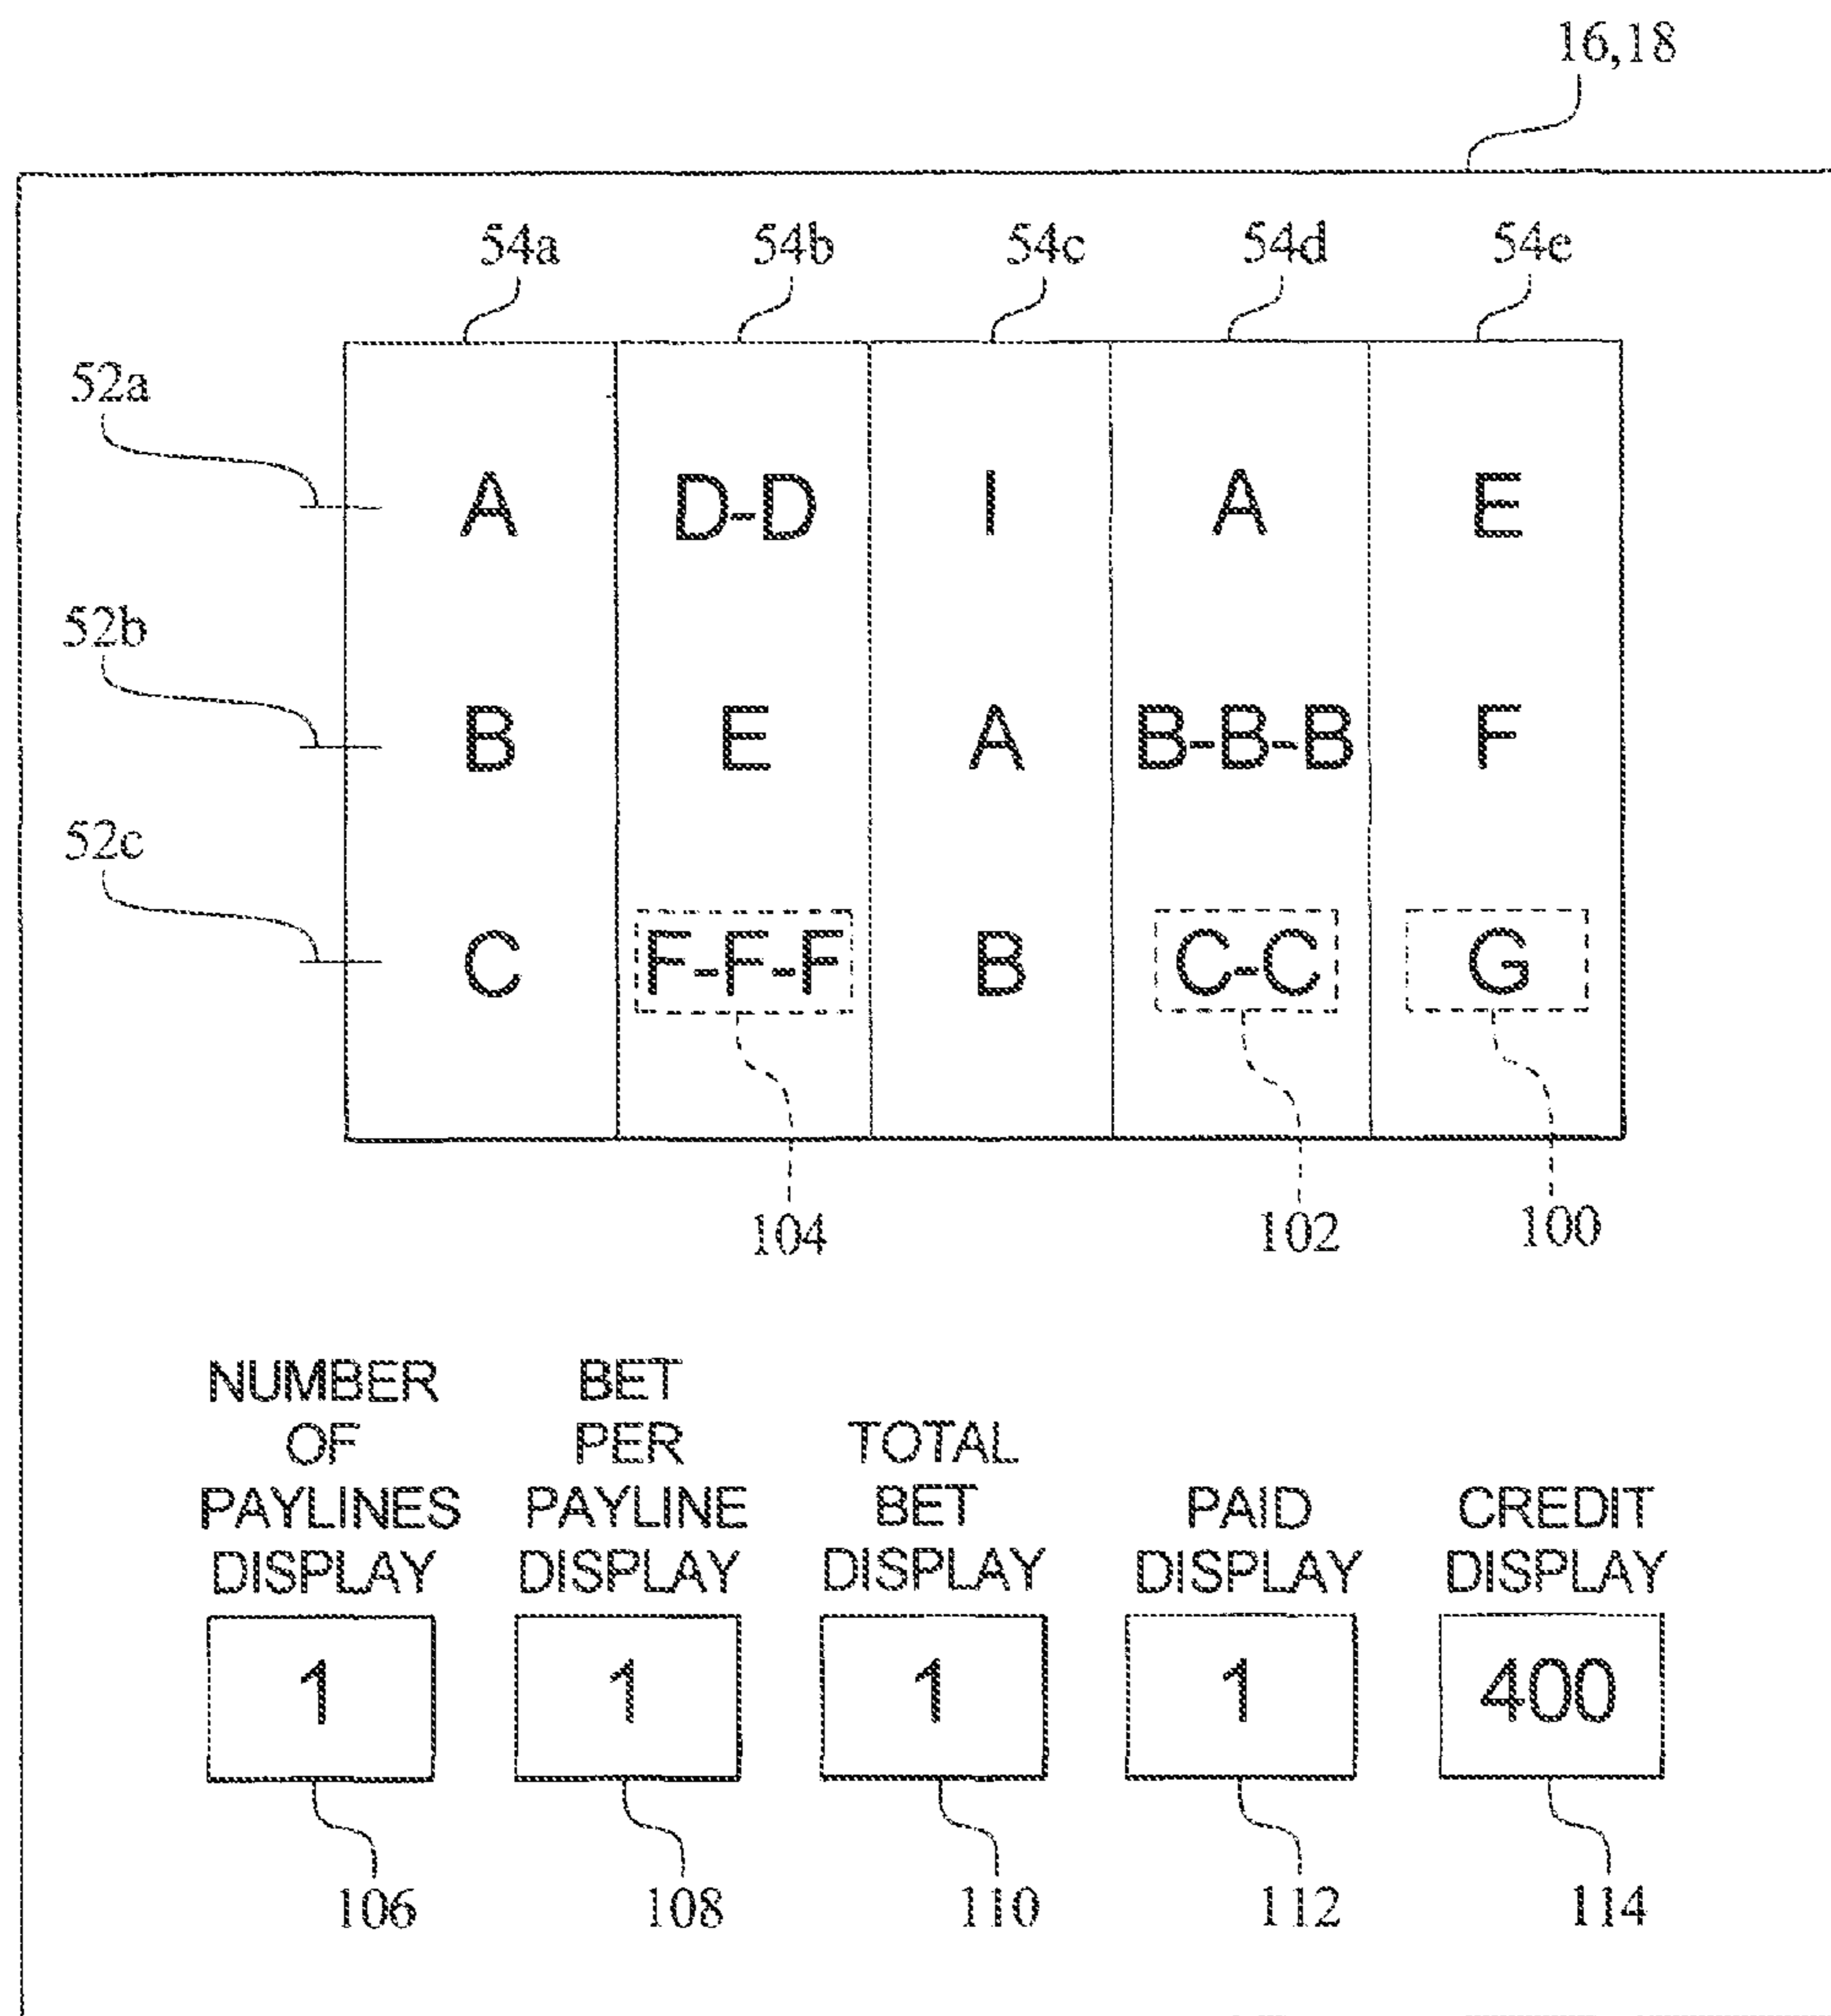 16,18
54a 54b 54c 54d 54e
52a
A D-D I A E
52b
B E A B-B-B F
52c
C F-F-F B C-C G
104 102 100
NUMBER BET
OF PER TOTAL
PAYLINES PAYLINE BET PAID CREDIT
DISPLAY DISPLAY DISPLAY DISPLAY DISPLAY
1 1 1 1 400
106 108 110 112 114